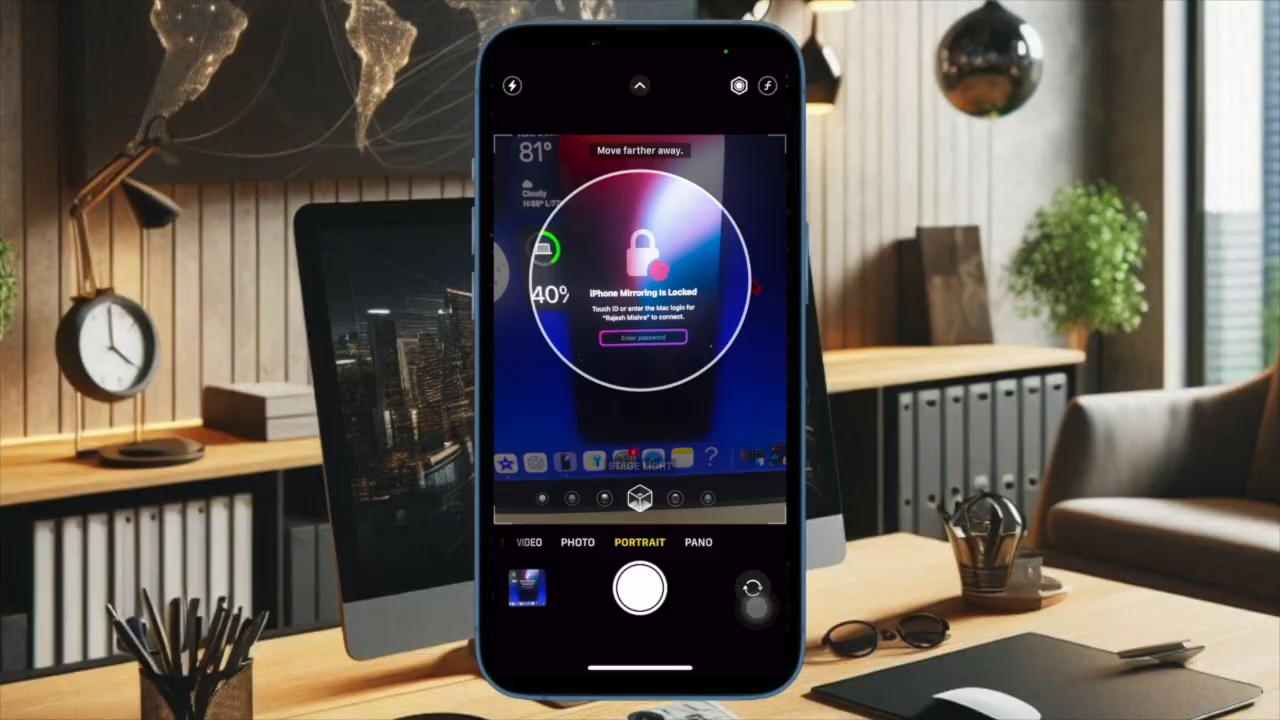 Move farther away.
81°
Cloudy
40%
iPhone Mirroring Is Locked
Touch ID or enter the Mac login for
"Rajesh Mishra" to connect.
Enter password
STAGE LIGHT
VIDEO PHOTO PORTRAIT PANO